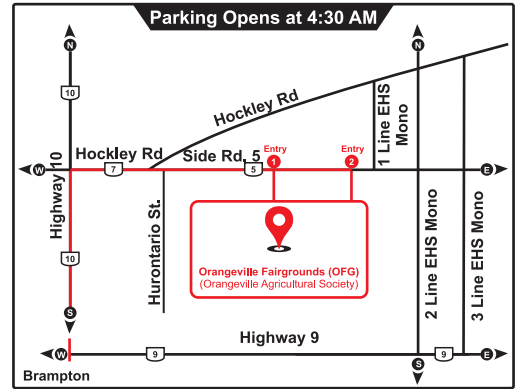 Parking Opens at 4:30 AM
N
N
10
Hockley Rd
1 Line EHS
Mono
Hockley Rd
Side Rd, 5
Entry
1
Entry
2
W
7
5
E
Highway 10
10
Hurontario St.
Orangeville Fairgrounds (OFG)
(Orangeville Agricultural Society)
2 Line EHS Mono
3 Line EHS Mono
S
Highway 9
W
9
9
E
Brampton
S